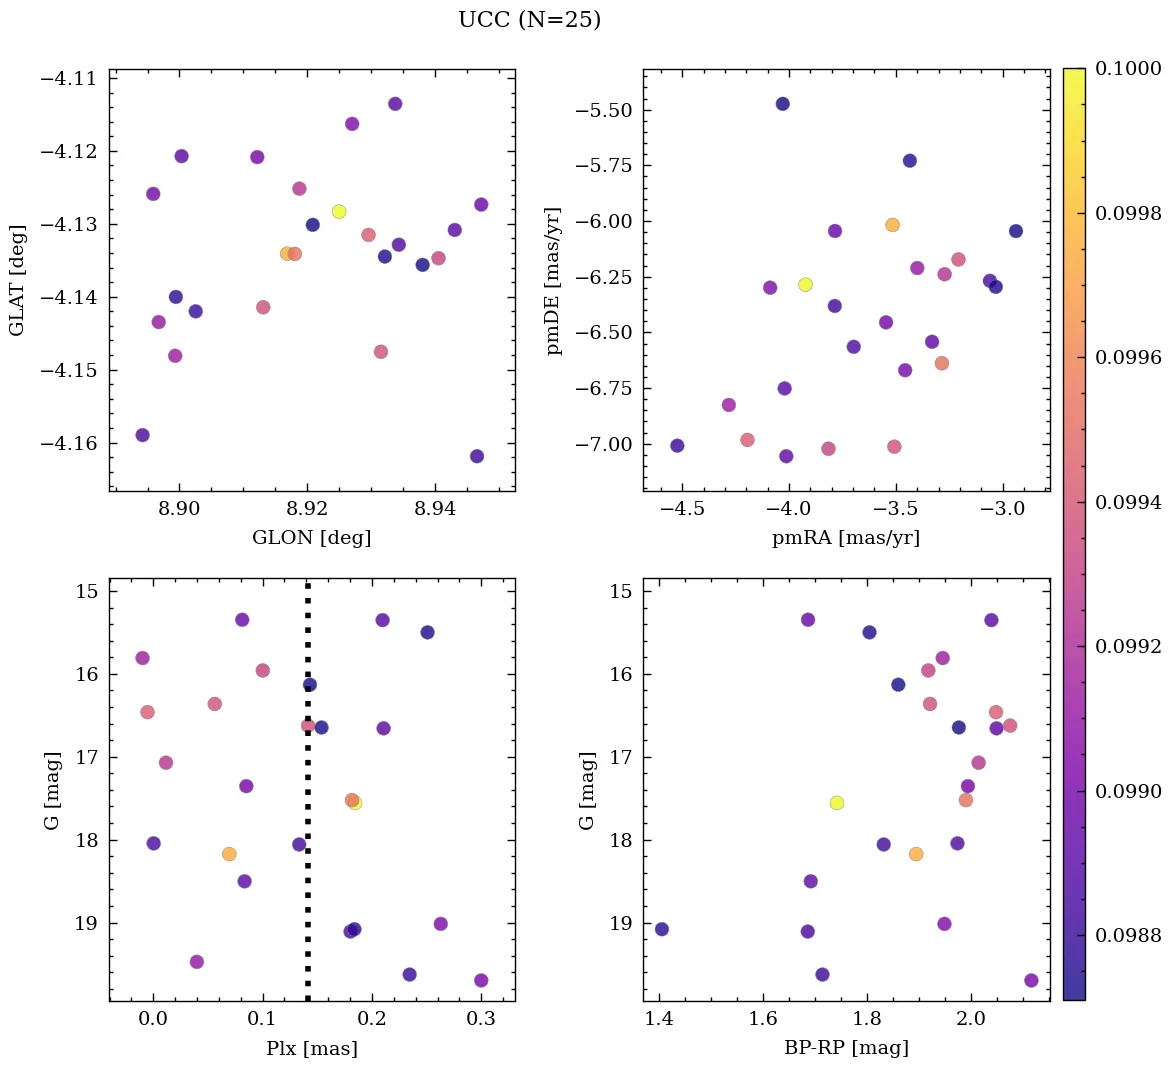 UCC (N=25)
−4.11
−4.12
−4.13
−4.14
−4.15
−4.16
GLAT [deg]
8.90 8.92 8.94
GLON [deg]
−5.50
−5.75
−6.00
−6.25
−6.50
−6.75
−7.00
pmDE [mas/yr]
−4.5 −4.0 −3.5 −3.0
pmRA [mas/yr]
0.1000
0.0998
0.0996
0.0994
0.0992
0.0990
0.0988
15
16
17
18
19
G [mag]
0.0 0.1 0.2 0.3
Plx [mas]
15
16
17
18
19
G [mag]
1.4 1.6 1.8 2.0
BP-RP [mag]